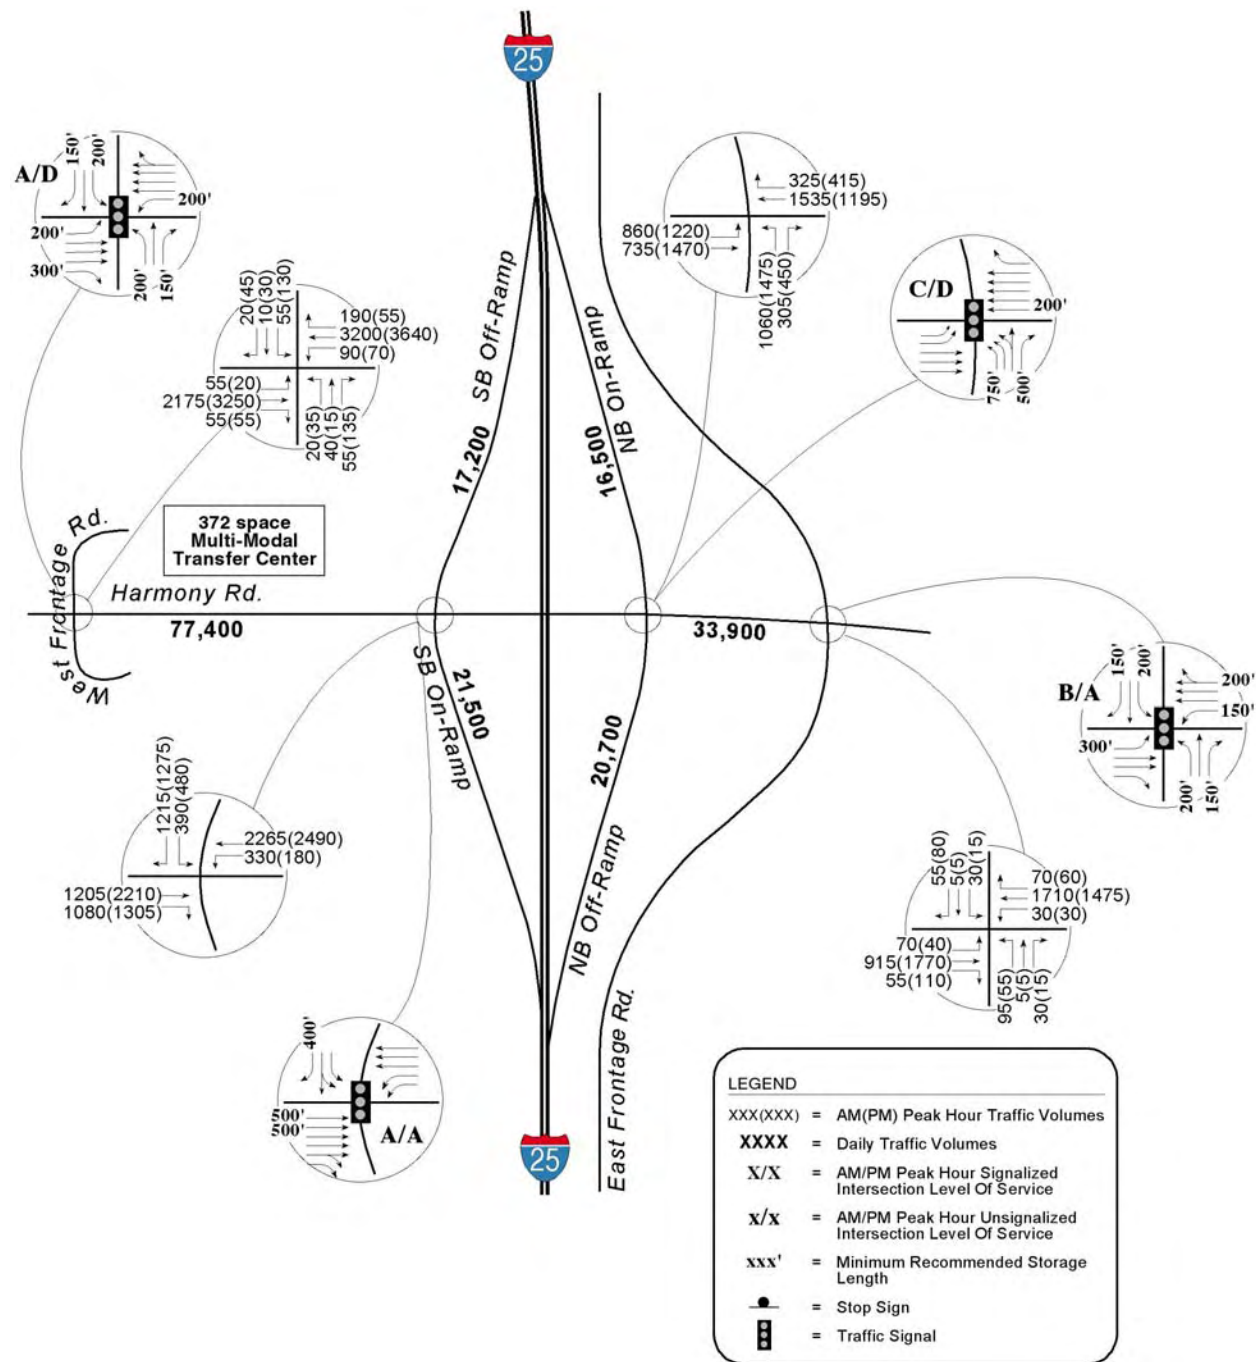 25
A/D
150'
200'
200'
200'
300'
200'
150'
20(45)
10(30)
55(130)
190(55)
3200(3640)
90(70)
55(20)
2175(3250)
55(55)
20(35)
40(15)
55(135)
325(415)
1535(1195)
860(1220)
735(1470)
1060(1475)
305(450)
C/D
200'
750'
500'
SB Off-Ramp
17,200
NB On-Ramp
16,500
372 space
Multi-Modal
Transfer Center
West Frontage Rd.
Harmony Rd.
77,400
33,900
SB On-Ramp
21,500
20,700
NB Off-Ramp
B/A
150'
200'
200'
150'
300'
200'
150'
1215(1275)
390(480)
2265(2490)
330(180)
1205(2210)
1080(1305)
55(80)
5(5)
30(15)
70(60)
1710(1475)
30(30)
70(40)
915(1770)
55(110)
95(55)
5(5)
30(15)
400'
500'
500'
A/A
25
East Frontage Rd.
LEGEND
XXX(XXX) = AM(PM) Peak Hour Traffic Volumes
XXXX = Daily Traffic Volumes
X/X = AM/PM Peak Hour Signalized
Intersection Level Of Service
x/x = AM/PM Peak Hour Unsignalized
Intersection Level Of Service
xxx' = Minimum Recommended Storage
Length
= Stop Sign
= Traffic Signal